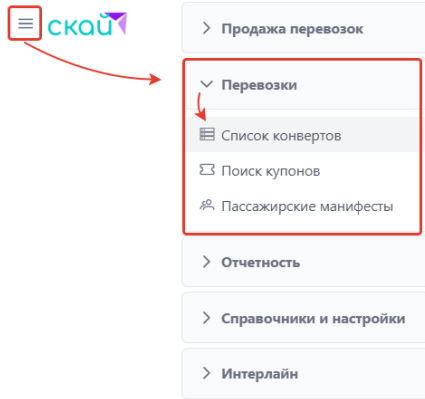 скай
Продажа перевозок
Перевозки
Список конвертов
Поиск купонов
Пассажирские манифесты
Отчетность
Справочники и настройки
Интерлайн